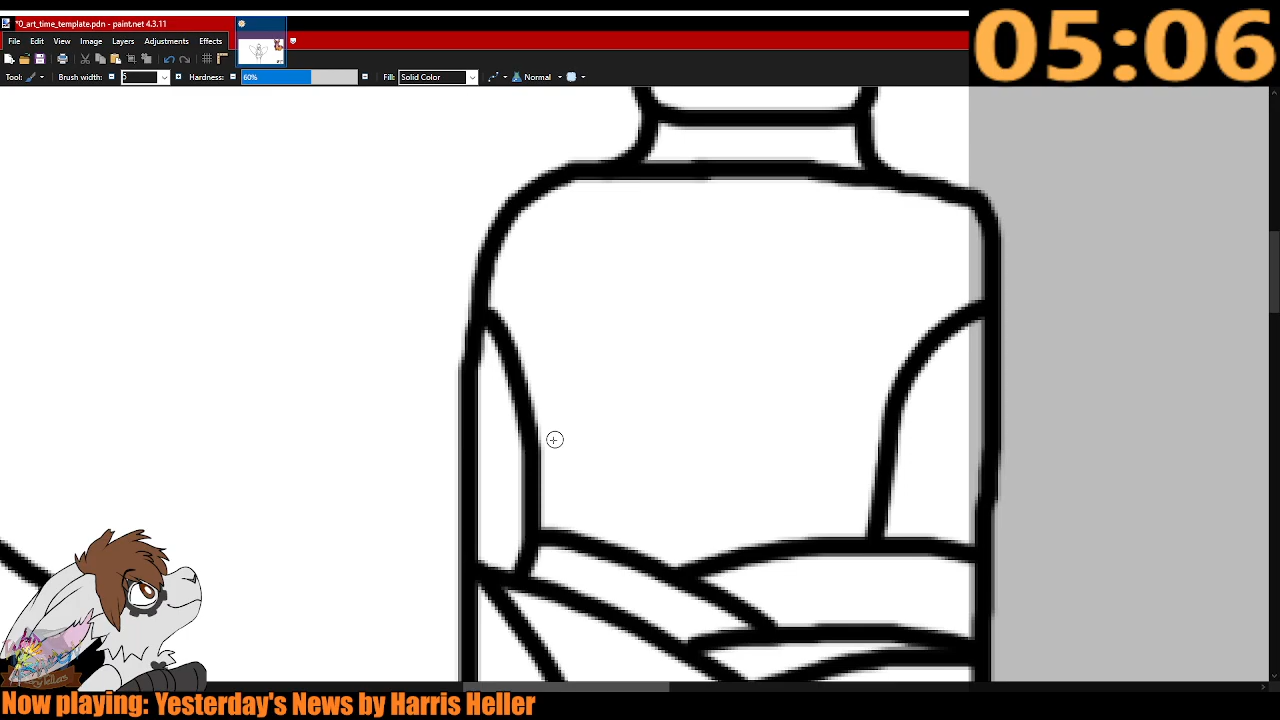 *0_art_time_template.pdn - paint.net 4.3.11
05:06
File Edit View Image Layers Adjustments Effects
Tool: Brush width: 5 Hardness: 60% Fill: Solid Color Normal
Now playing: Yesterday's News by Harris Heller